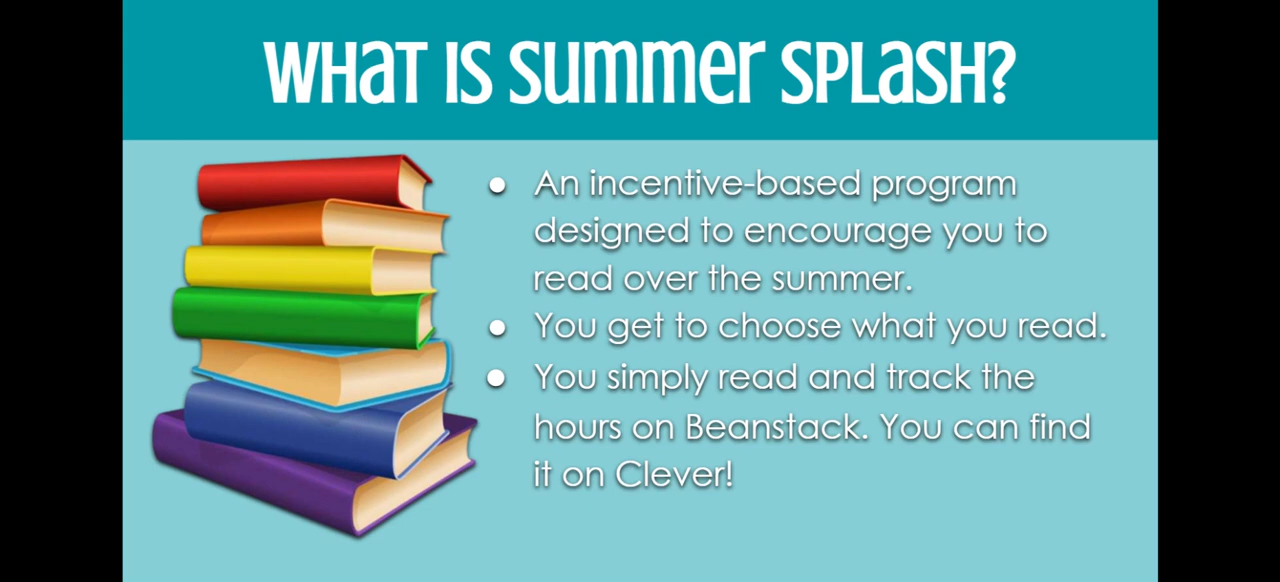 WHaT IS Summer SPLaSH?
● An incentive-based program
designed to encourage you to
read over the summer.
● You get to choose what you read.
● You simply read and track the
hours on Beanstack. You can find
it on Clever!